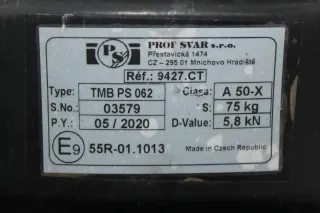 PS
PROF SVAR s.r.o.
Přestavická 1474
CZ – 295 01 Mnichovo Hradiště
Réf.: 9427.CT
Type: TMB PS 062 Class: A 50-X
S.No: 03579 S: 75 kg
P.Y.: 05 / 2020 D-Value: 5,8 kN
E9 55R-01.1013 Made in Czech Republic